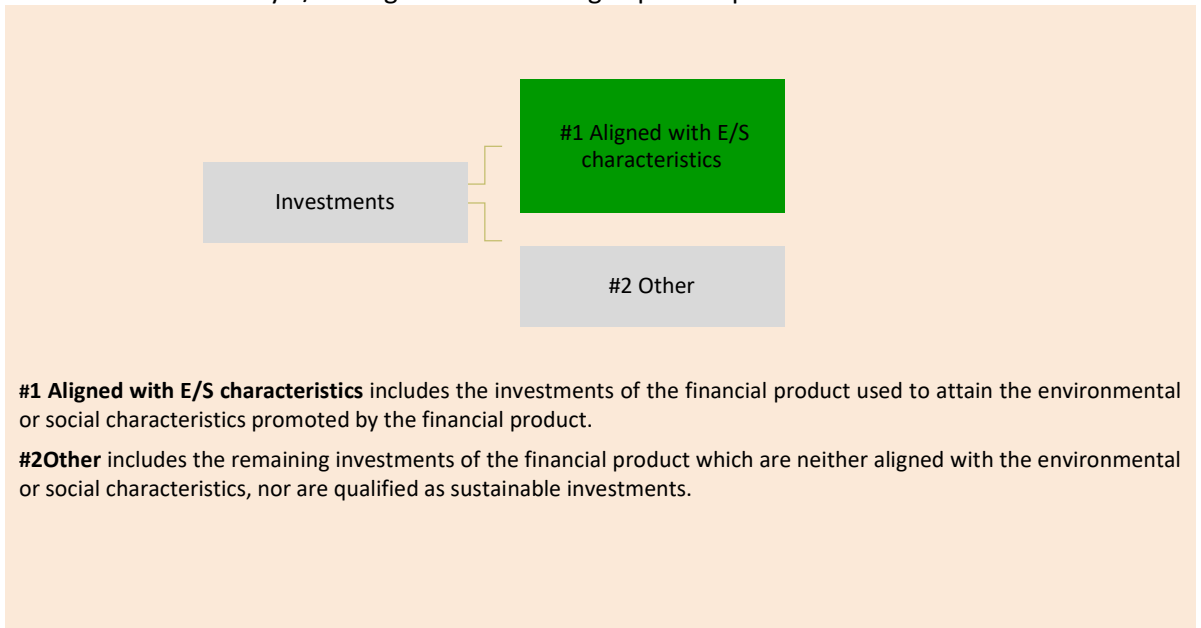 #1 Aligned with E/S
characteristics
Investments
#2 Other
#1 Aligned with E/S characteristics includes the investments of the financial product used to attain the environmental
or social characteristics promoted by the financial product.
#2Other includes the remaining investments of the financial product which are neither aligned with the environmental
or social characteristics, nor are qualified as sustainable investments.